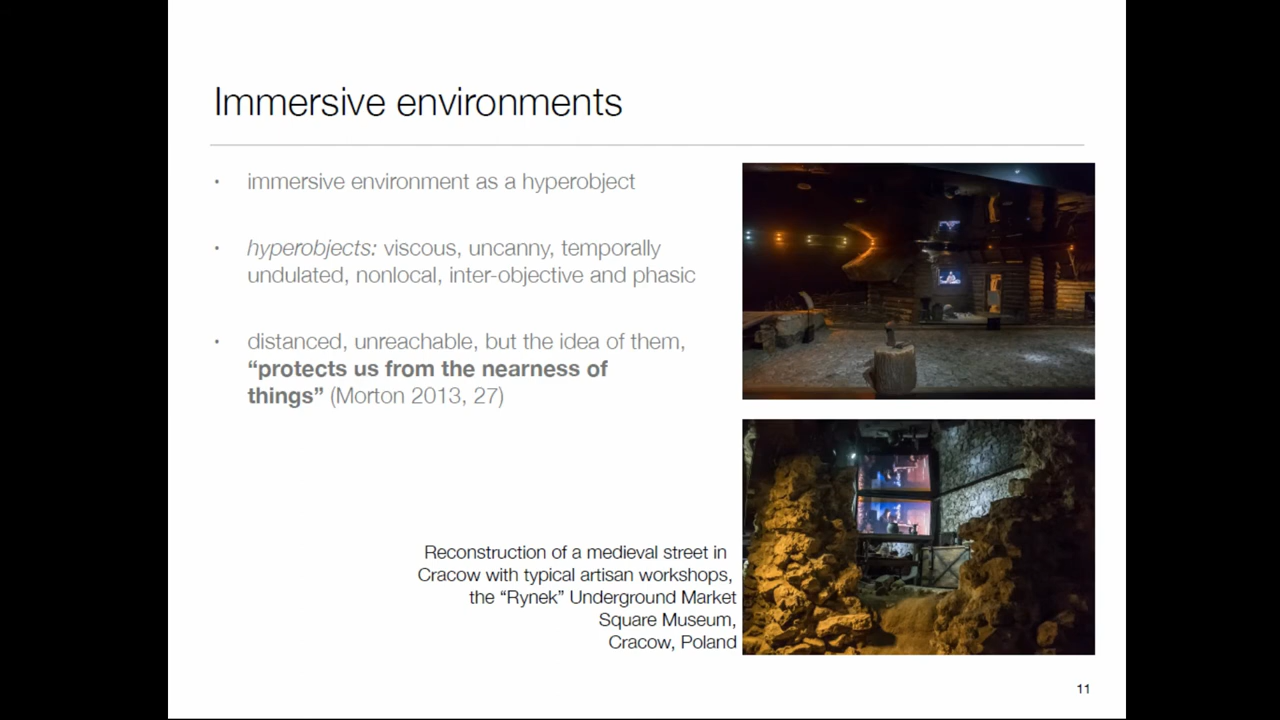 Immersive environments
• immersive environment as a hyperobject
• hyperobjects: viscous, uncanny, temporally
undulated, nonlocal, inter-objective and phasic
• distanced, unreachable, but the idea of them,
“protects us from the nearness of
things” (Morton 2013, 27)
Reconstruction of a medieval street in
Cracow with typical artisan workshops,
the “Rynek” Underground Market
Square Museum,
Cracow, Poland
11